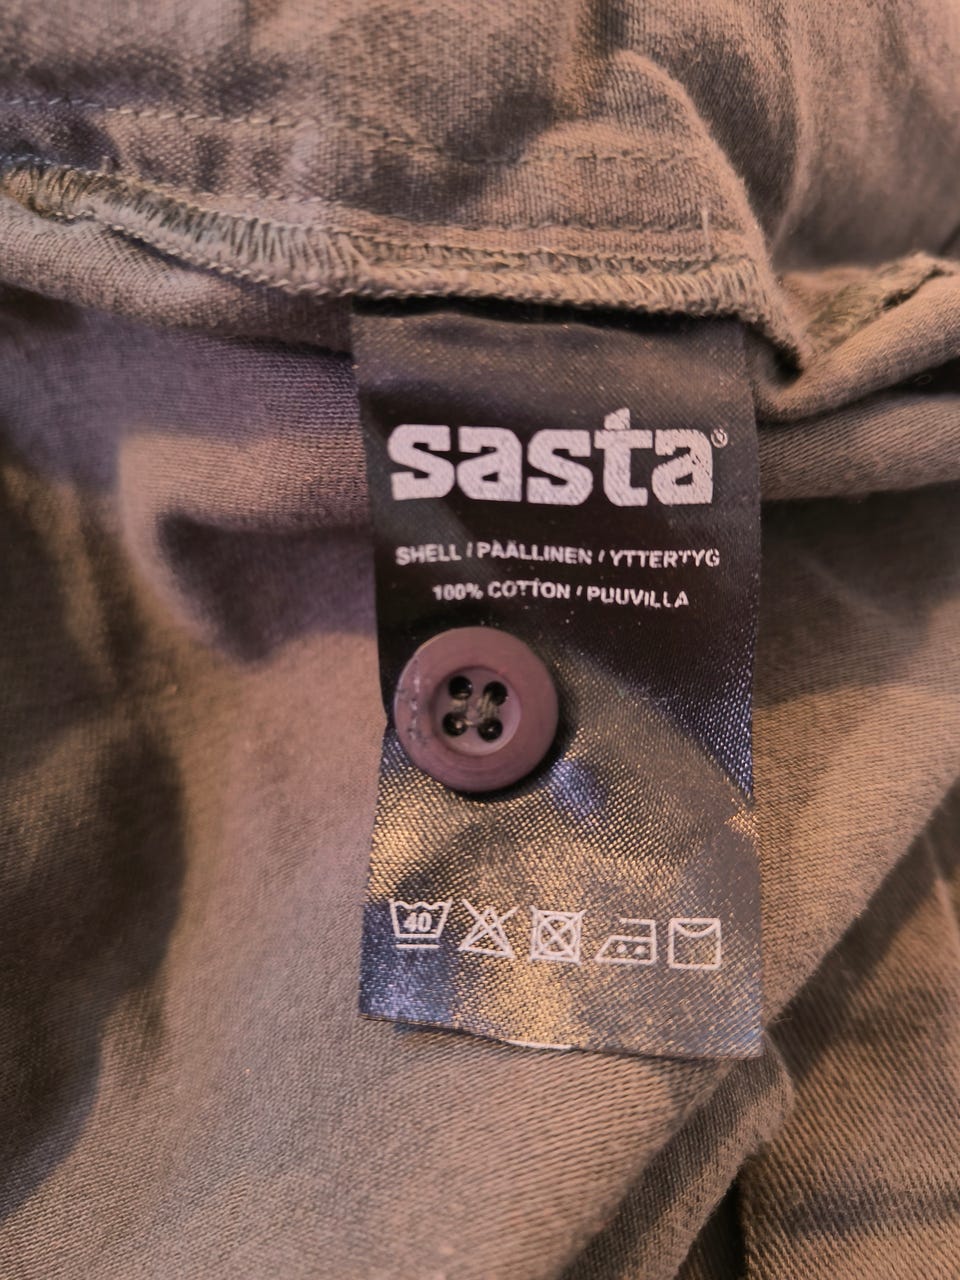 sasta®
SHELL / PÄÄLLINEN / YTTERTYG
100% COTTON / PUUVILLA
40